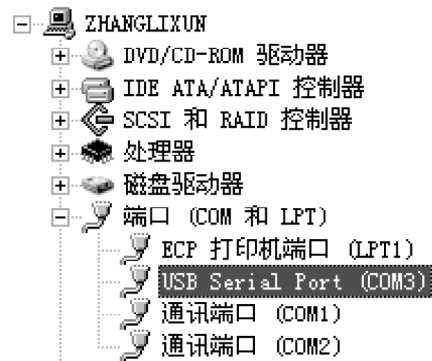 ZHANGLIXUN
DVD/CD-ROM 驱动器
IDE ATA/ATAPI 控制器
SCSI 和 RAID 控制器
处理器
磁盘驱动器
端口 (COM 和 LPT)
ECP 打印机端口 (LPT1)
USB Serial Port (COM3)
通讯端口 (COM1)
通讯端口 (COM2)